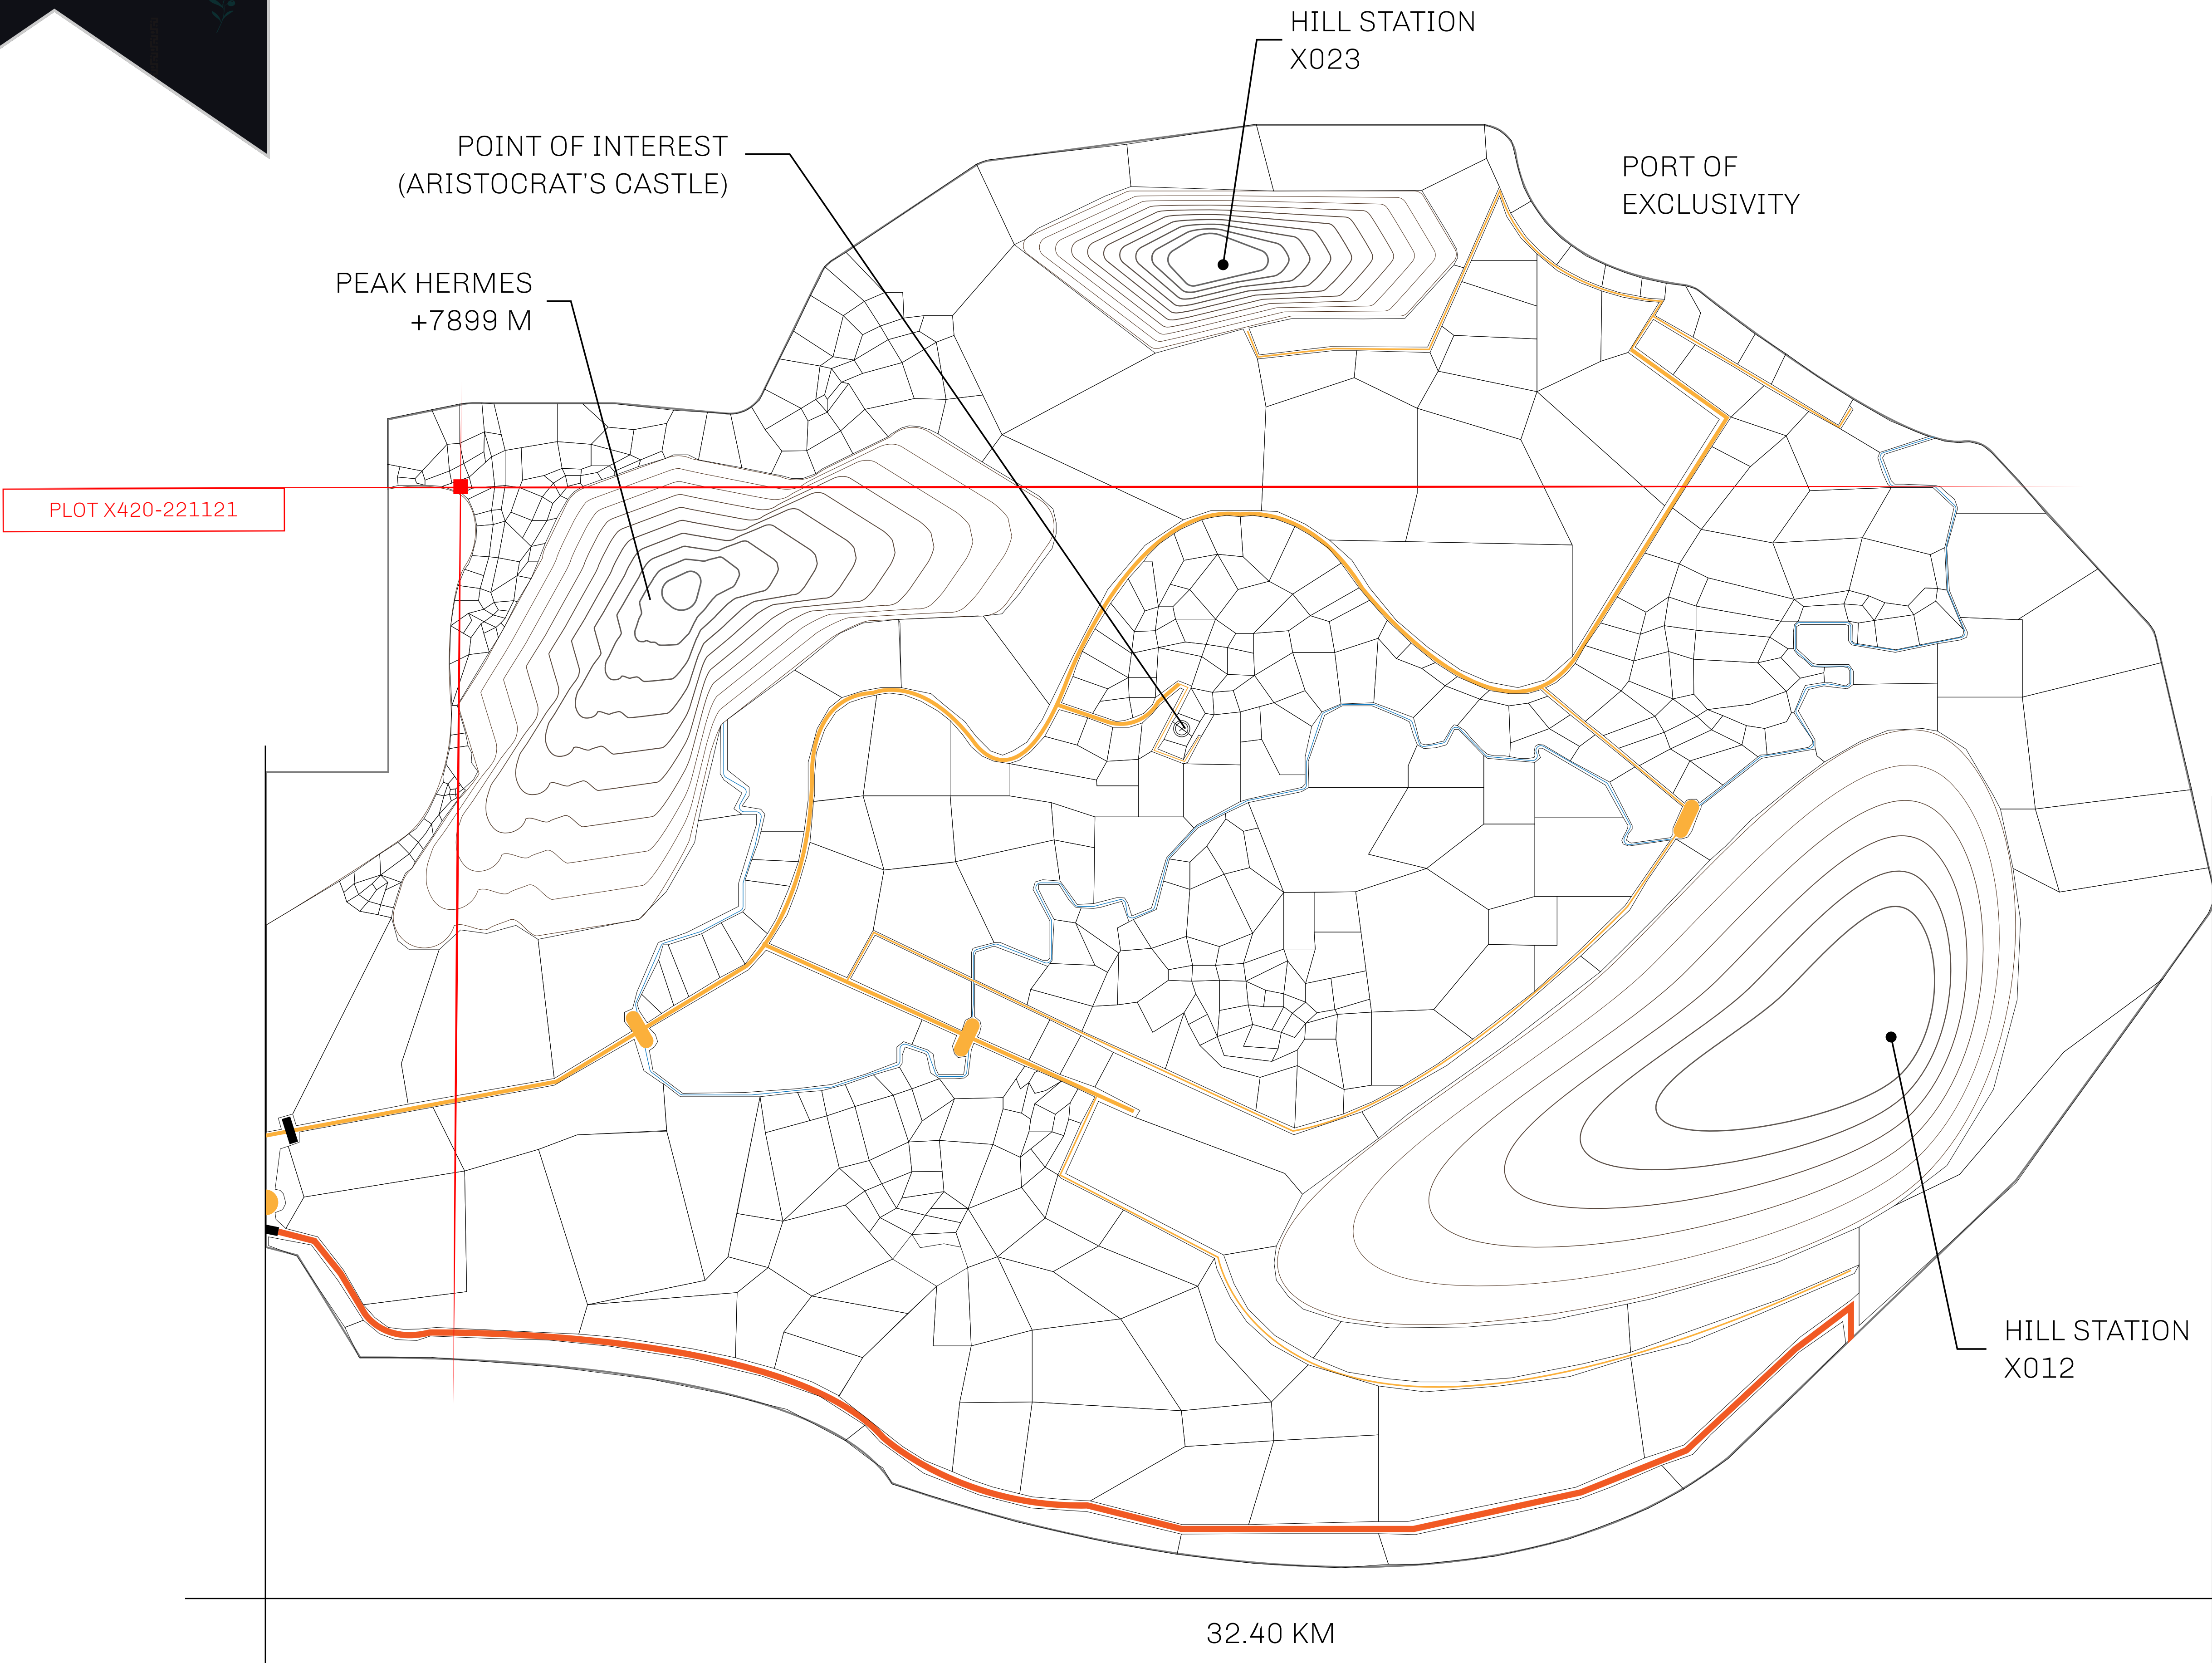 HILL STATION
X023
POINT OF INTEREST
(ARISTOCRAT'S CASTLE)
PORT OF
EXCLUSIVITY
PEAK HERMES
+7899 M
PLOT X420-221121
HILL STATION
X012
32.40 KM